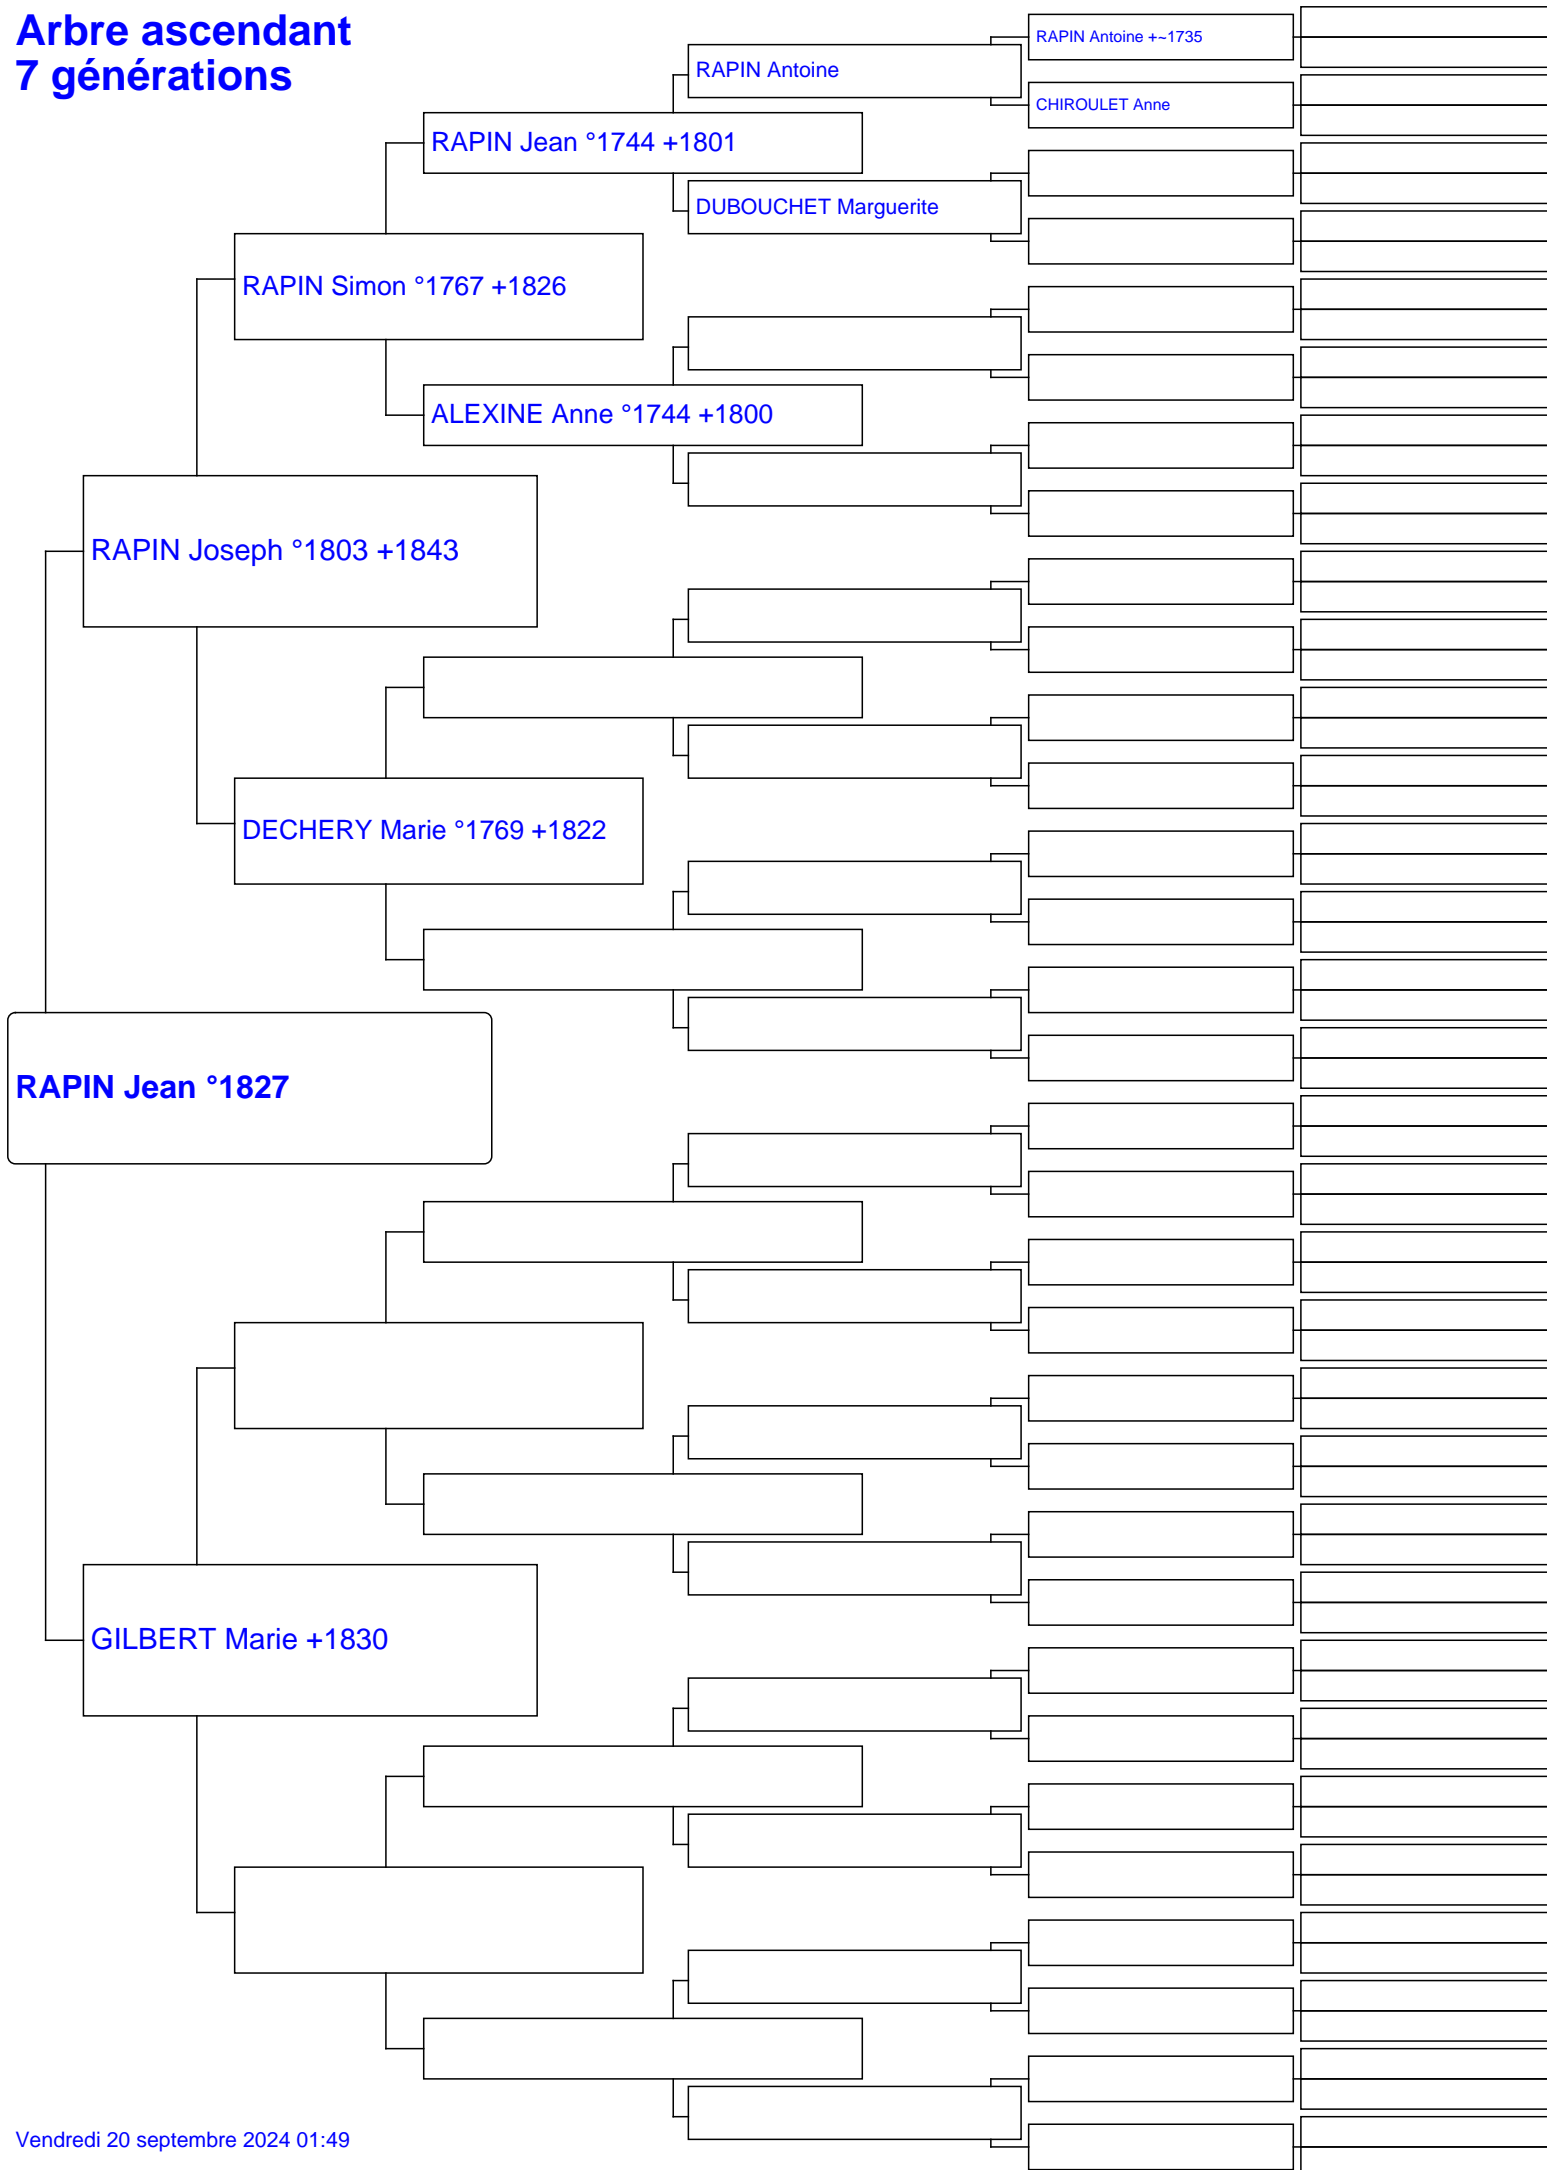 Arbre ascendant
7 générations
RAPIN Antoine +~1735
RAPIN Antoine
CHIROULET Anne
RAPIN Jean °1744 +1801
DUBOUCHET Marguerite
RAPIN Simon °1767 +1826
ALEXINE Anne °1744 +1800
RAPIN Joseph °1803 +1843
DECHERY Marie °1769 +1822
RAPIN Jean °1827
GILBERT Marie +1830
Vendredi 20 septembre 2024 01:49